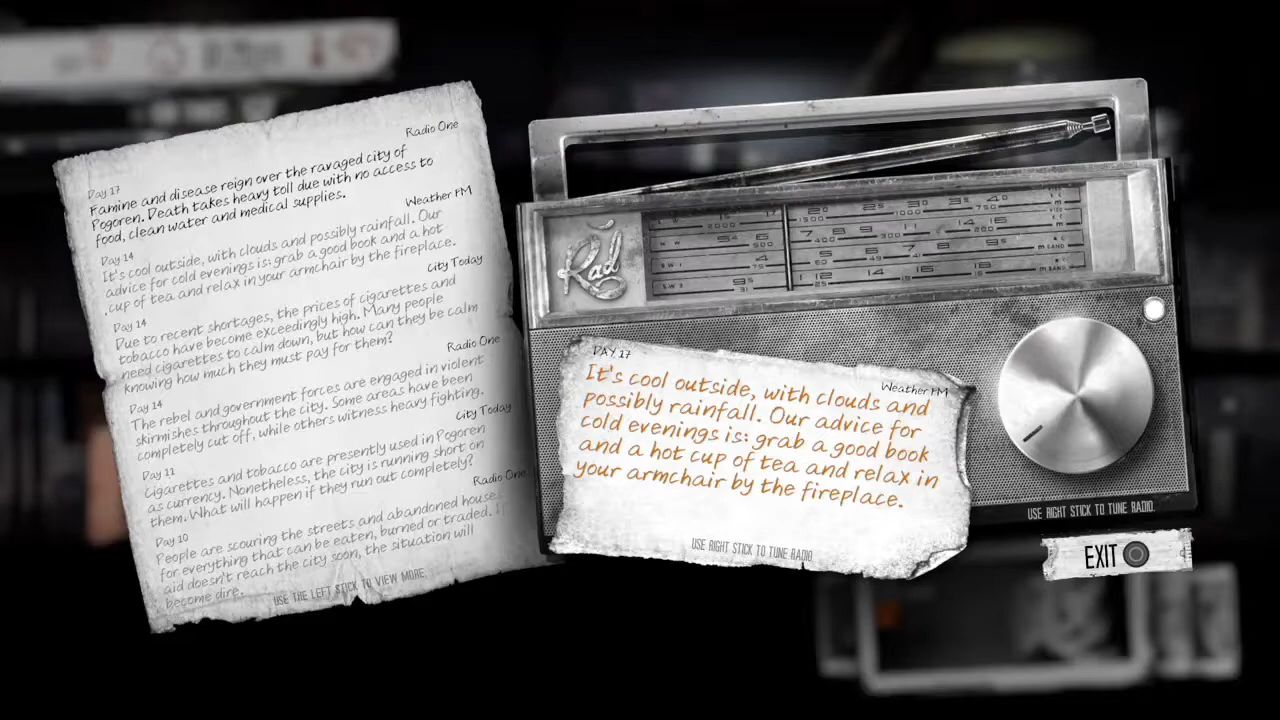 Radio One
Day 17
Famine and disease reign over the ravaged city of
Pogoren. Death takes heavy toll due with no access to
food, clean water and medical supplies.
Weather FM
Day 14
It's cool outside, with clouds and possibly rainfall. Our
advice for cold evenings is: grab a good book and a hot
cup of tea and relax in your armchair by the fireplace.
City Today
Day 14
Due to recent shortages, the prices of cigarettes and
tobacco have become exceedingly high. Many people
need cigarettes to calm down, but how can they be calm
knowing how much they must pay for them?
Radio One
Day 14
The rebel and government forces are engaged in violent
skirmishes throughout the city. Some areas have been
completely cut off, while others witness heavy fighting.
City Today
Day 11
Cigarettes and tobacco are presently used in Pogoren
as currency. Nonetheless, the city is running short on
them. What will happen if they run out completely?
Radio One
Day 10
People are scouring the streets and abandoned houses
for everything that can be eaten, burned or traded. I
aid doesn't reach the city soon, the situation will
become dire.
USE THE LEFT STICK TO VIEW MORE.
Rad
DAY 17
Weather FM
It's cool outside, with clouds and
possibly rainfall. Our advice for
cold evenings is: grab a good book
and a hot cup of tea and relax in
your armchair by the fireplace.
USE RIGHT STICK TO TUNE RADIO.
USE RIGHT STICK TO TUNE RADIO.
EXIT